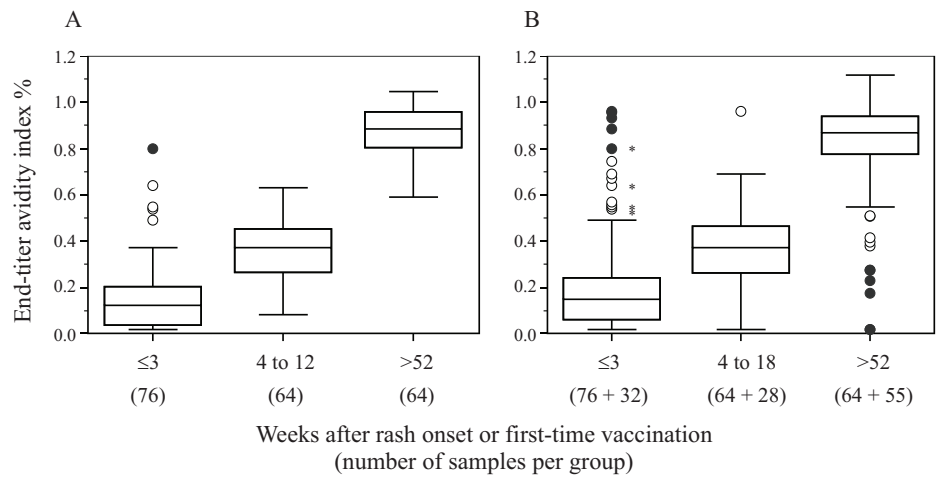 A
B
End-titer avidity index %
1.2
1.0
0.8
0.6
0.4
0.2
0.0
≤3
4 to 12
>52
(76)
(64)
(64)
1.2
1.0
0.8
0.6
0.4
0.2
0.0
*
*
*
*
≤3
4 to 18
>52
(76 + 32)
(64 + 28)
(64 + 55)
Weeks after rash onset or first-time vaccination
(number of samples per group)